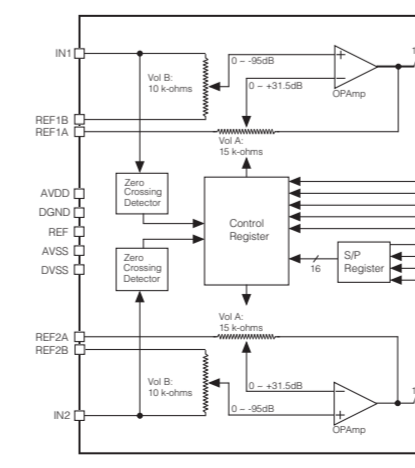 IN1
0 – -95dB
+
1
Vol B:
10 k-ohms
0 – +31.5dB
–
OPAmp
REF1B
REF1A
Vol A:
15 k-ohms
Zero
Crossing
Detector
AVDD
DGND
REF
AVSS
DVSS
Control
Register
S/P
Register
16
Zero
Crossing
Detector
Vol A:
15 k-ohms
REF2A
REF2B
Vol B:
10 k-ohms
0 – +31.5dB
–
1
IN2
0 – -95dB
+
OPAmp